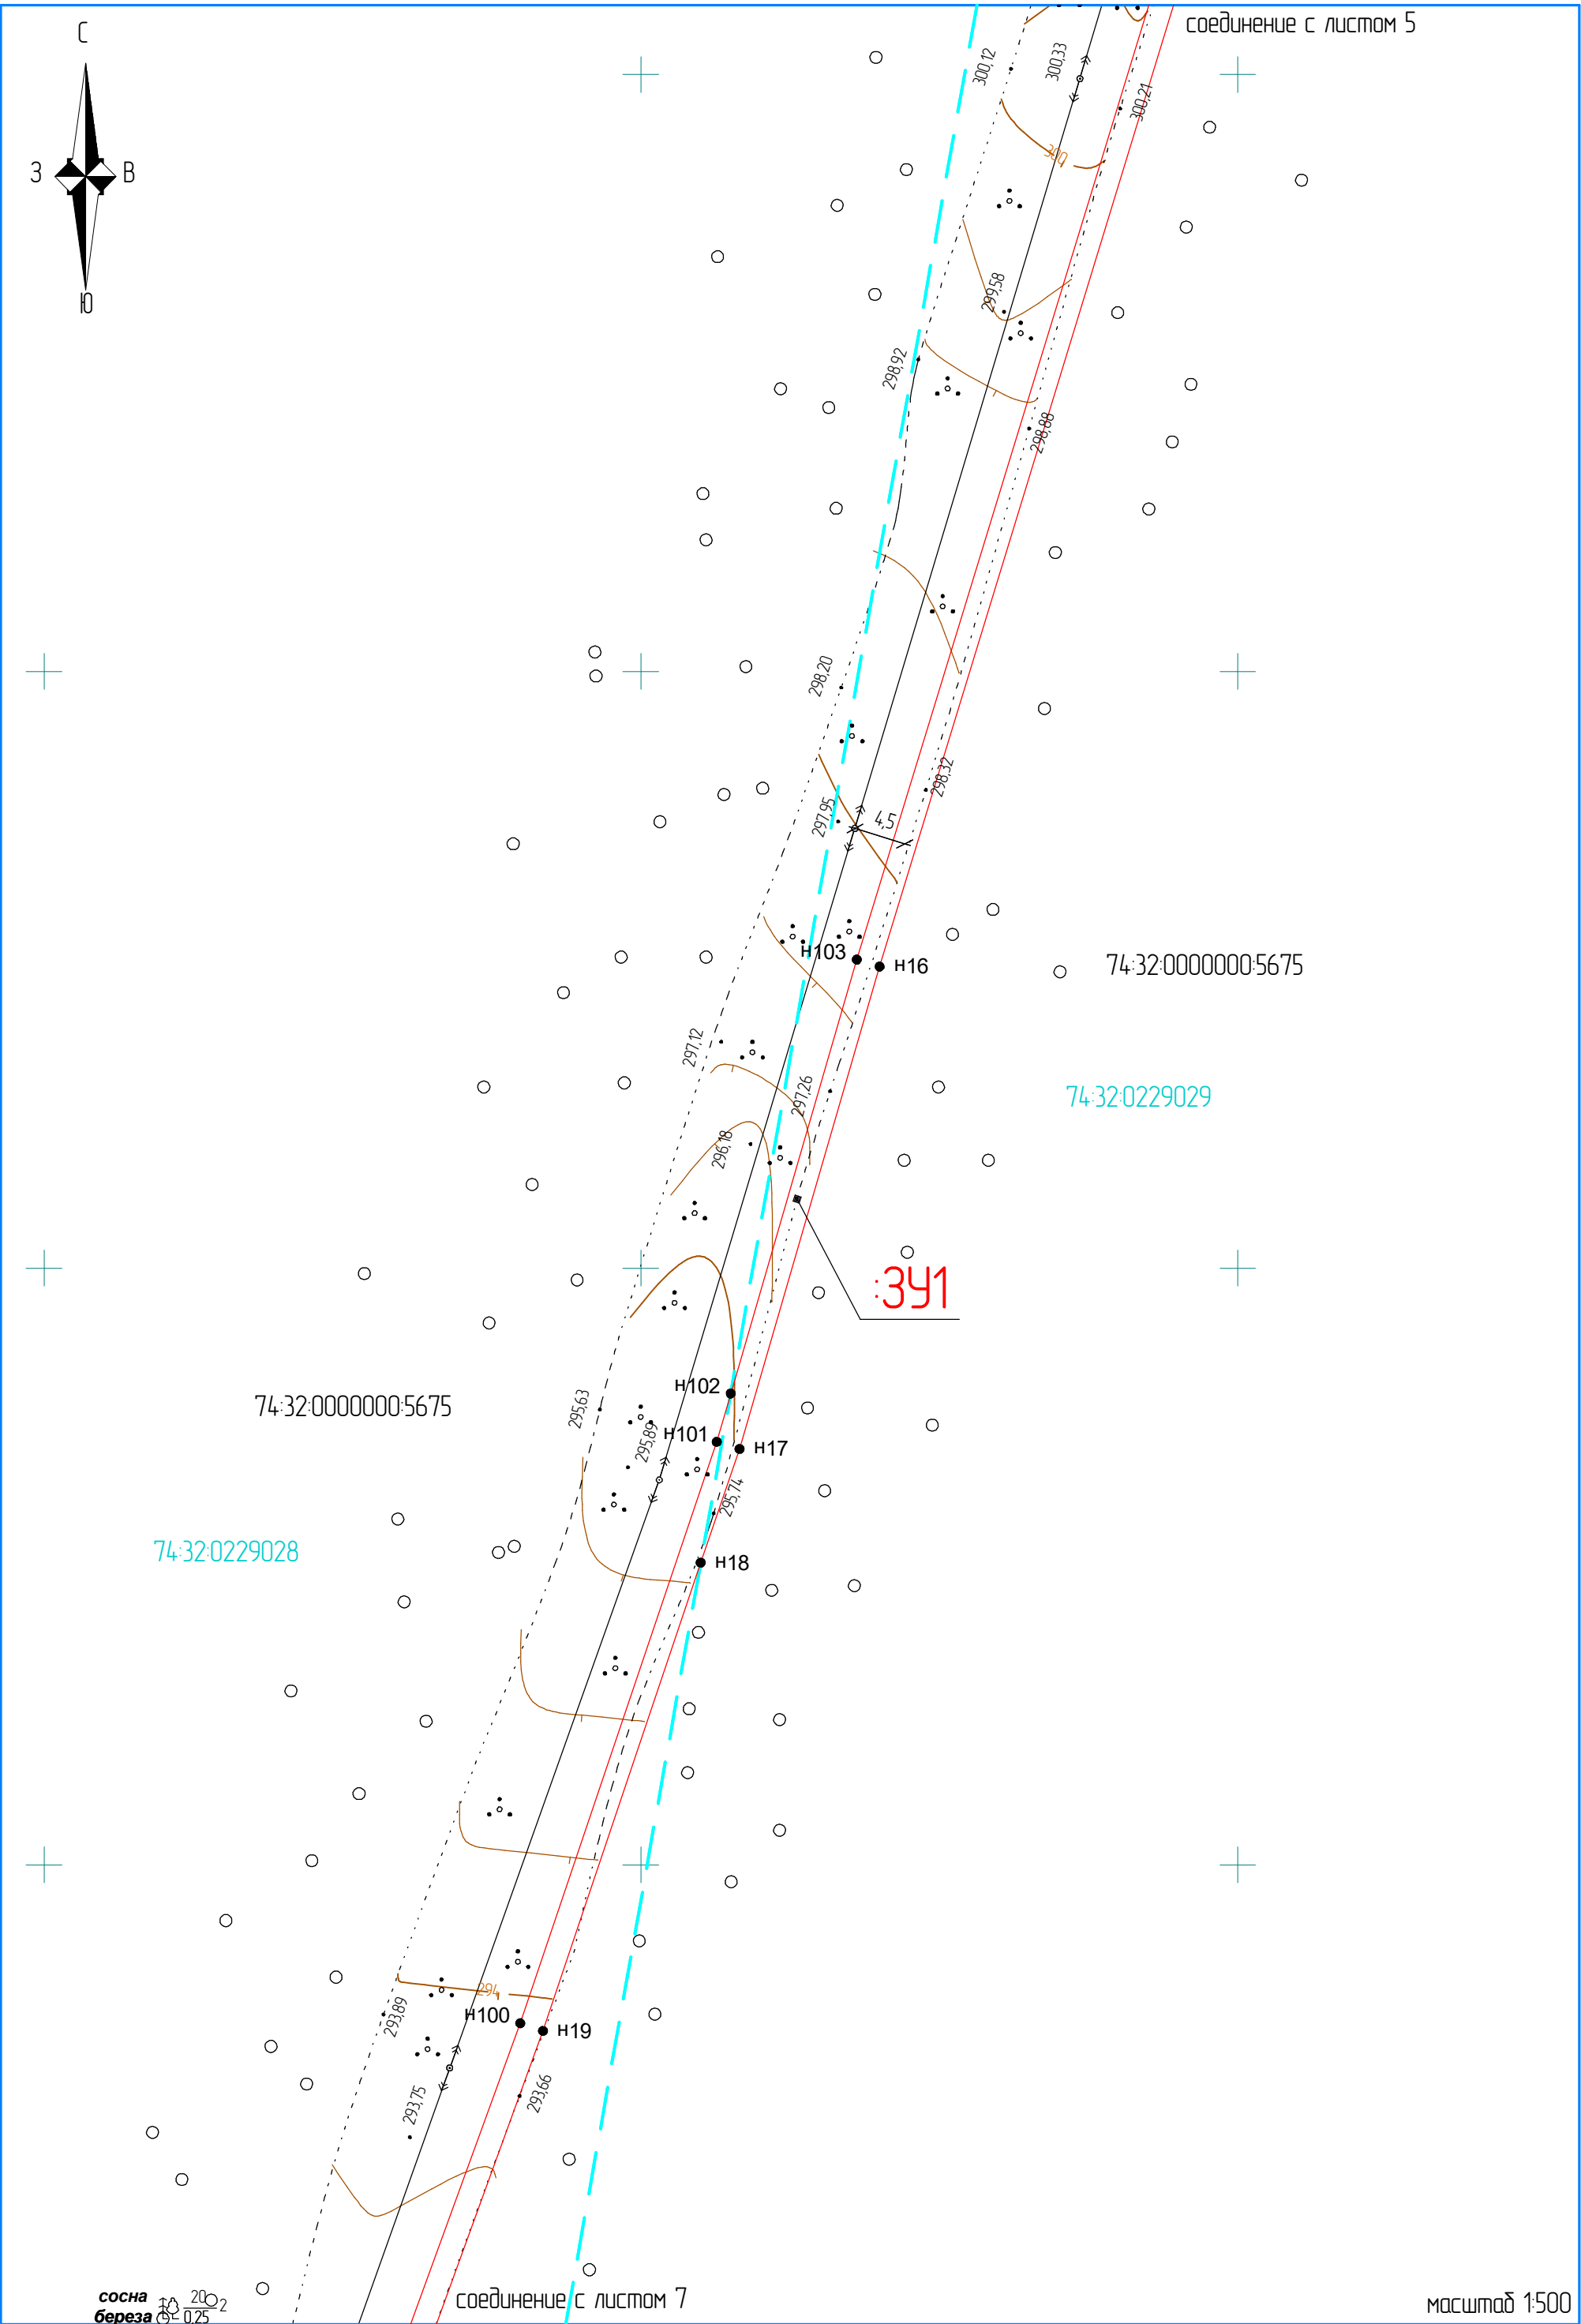 соединение с листом 5
С
З
В
Ю
300,12
300,33
300,21
300
299,58
298,92
298,88
298,20
298,32
297,95
4,5
н103
н16
74:32:0000000:5675
297,12
297,26
74:32:0229029
296,18
:ЗУ1
н102
74:32:0000000:5675
295,63
295,89
н101
н17
295,74
74:32:0229028
н18
294
293,89
н100
н19
293,75
293,66
сосна
береза
20
0.25
2
соединение с листом 7
масштаб 1:500